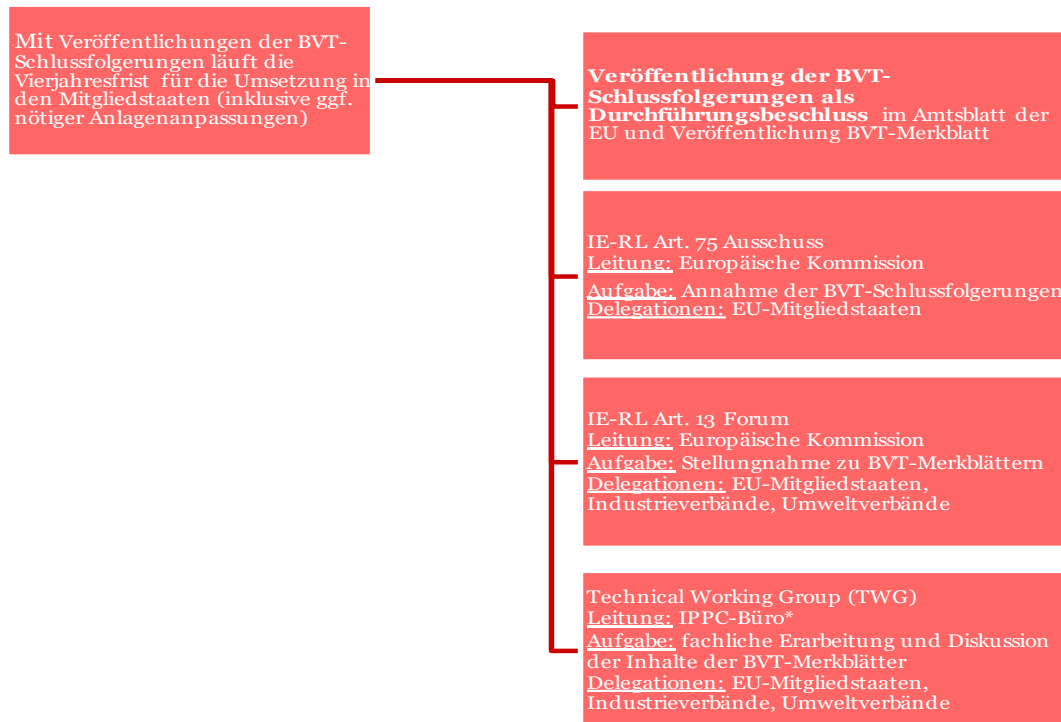 Mit Veröffentlichungen der BVT-
Schlussfolgerungen läuft die
Vierjahresfrist für die Umsetzung in
den Mitgliedstaaten (inklusive ggf.
nötiger Anlagenanpassungen)
Veröffentlichung der BVT-
Schlussfolgerungen als
Durchführungsbeschluss im Amtsblatt der
EU und Veröffentlichung BVT-Merkblatt
IE-RL Art. 75 Ausschuss
Leitung: Europäische Kommission
Aufgabe: Annahme der BVT-Schlussfolgerungen
Delegationen: EU-Mitgliedstaaten
IE-RL Art. 13 Forum
Leitung: Europäische Kommission
Aufgabe: Stellungnahme zu BVT-Merkblättern
Delegationen: EU-Mitgliedstaaten,
Industrieverbände, Umweltverbände
Technical Working Group (TWG)
Leitung: IPPC-Büro*
Aufgabe: fachliche Erarbeitung und Diskussion
der Inhalte der BVT-Merkblätter
Delegationen: EU-Mitgliedstaaten,
Industrieverbände, Umweltverbände